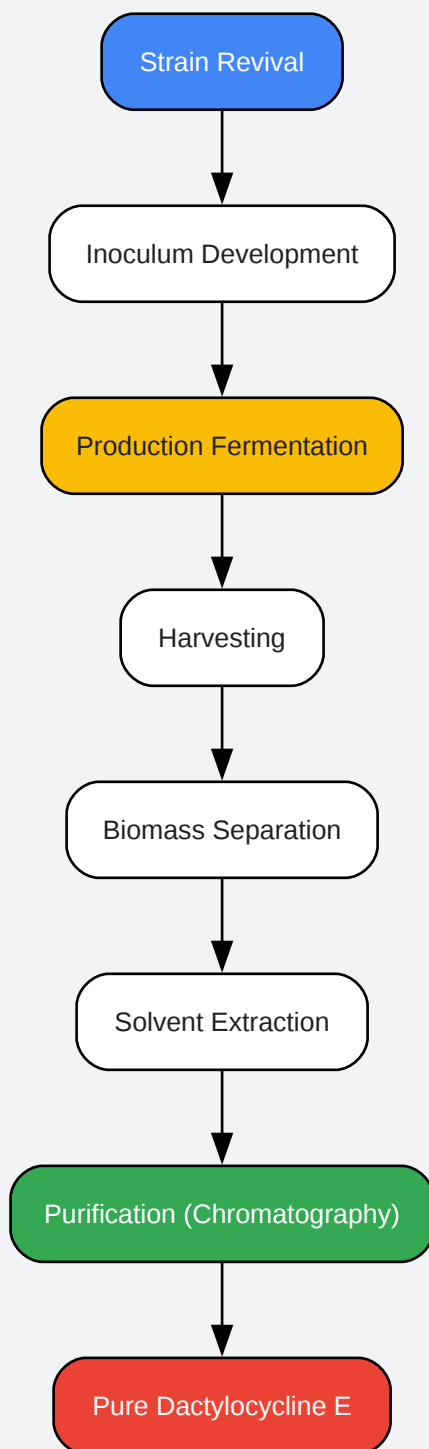 Strain Revival
Inoculum Development
Production Fermentation
Harvesting
Biomass Separation
Solvent Extraction
Purification (Chromatography)
Pure Dactylocycline E